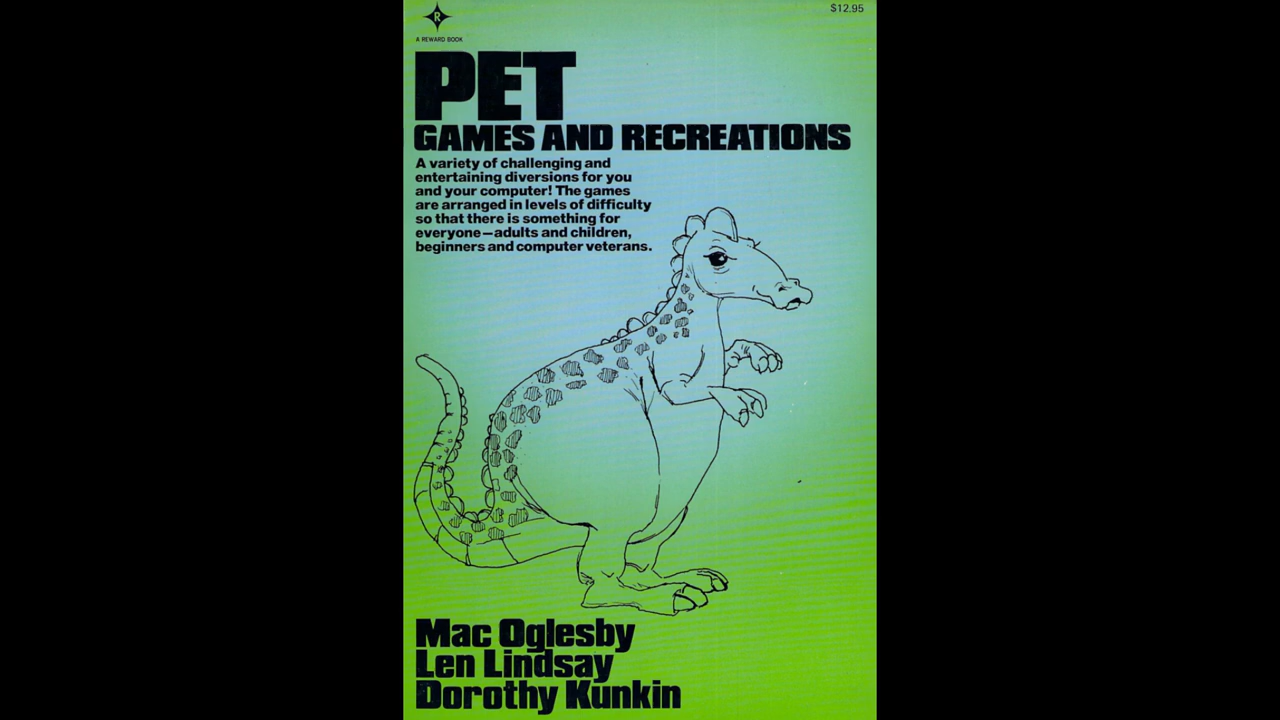 $12.95
R
A REWARD BOOK
PET
GAMES AND RECREATIONS
A variety of challenging and
entertaining diversions for you
and your computer! The games
are arranged in levels of difficulty
so that there is something for
everyone—adults and children,
beginners and computer veterans.
Mac Oglesby
Len Lindsay
Dorothy Kunkin